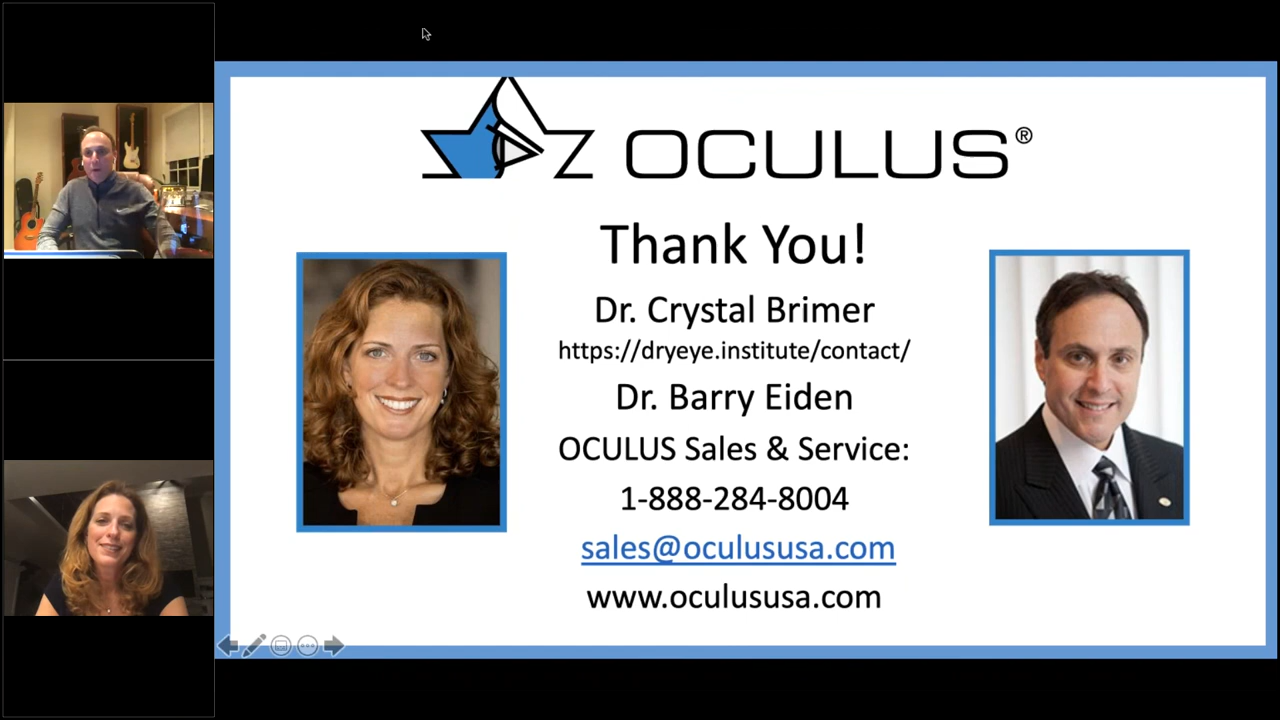 OCULUS®
Thank You!
Dr. Crystal Brimer
https://dryeye.institute/contact/
Dr. Barry Eiden
OCULUS Sales & Service:
1-888-284-8004
sales@oculususa.com
www.oculususa.com